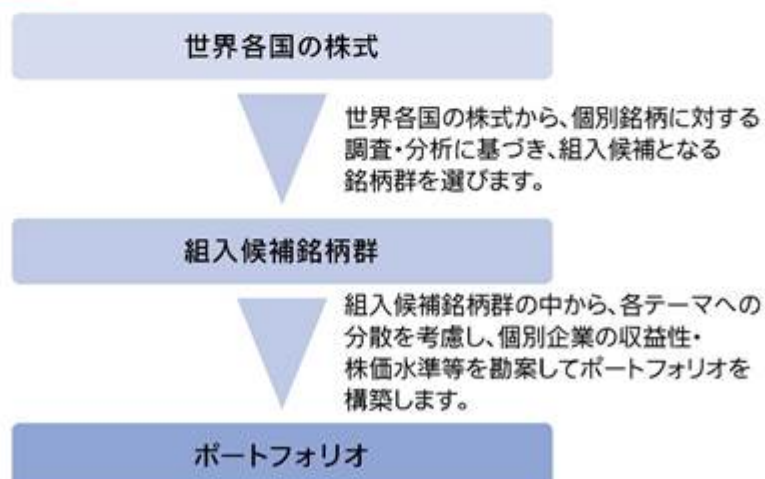 世界各国の株式
世界各国の株式から、個別銘柄に対する
調査・分析に基づき、組入候補となる
銘柄群を選びます。
組入候補銘柄群
組入候補銘柄群の中から、各テーマへの
分散を考慮し、個別企業の収益性・
株価水準等を勘案してポートフォリオを
構築します。
ポートフォリオ